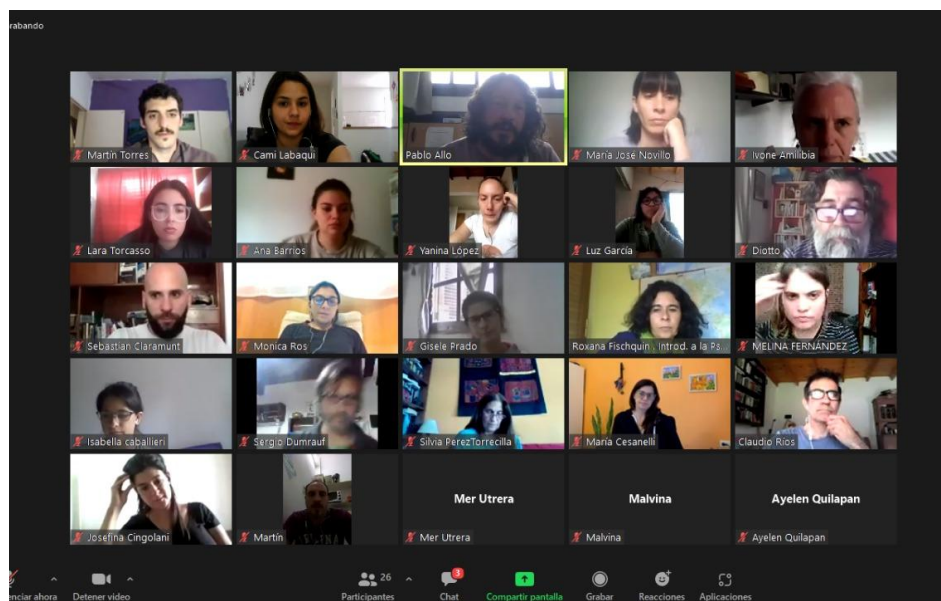 rabando
Martín Torres
Cami Labaqui
Pablo Allo
María José Novillo
Ivone Amilibia
Lara Torcasso
Ana Barrios
Yanina López
Luz García
Diotto
Sebastian Claramunt
Monica Ros
Gisele Prado
Roxana Fischquin . Introd. a la Ps...
MELINA FERNANDEZ
Isabella caballieri
Sergio Dumrauf
Silvia PerezTorrecilla
María Cesanelli
Claudio Ríos
Josefina Cingolani
Martín
Mer Utrera
Mer Utrera
Malvina
Malvina
Ayelen Quilapan
Ayelen Quilapan
enciar ahora
Detener video
26
Participantes
3
Chat
Compartir pantalla
Grabar
Reacciones
Aplicaciones